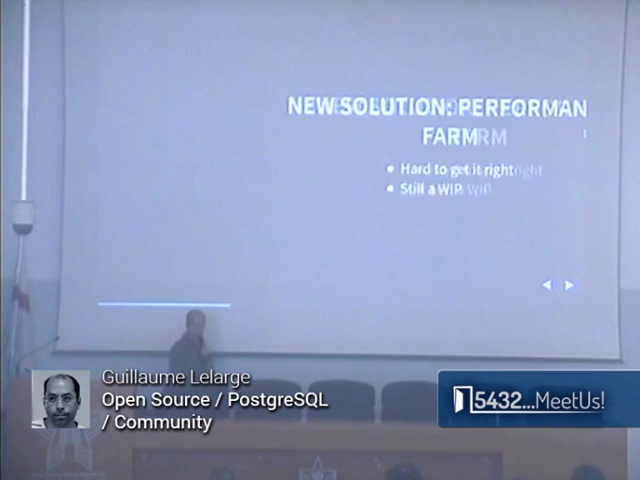 NEW SOLUTION: PERFORMAN
FARM
• Hard to get it right
• Still a WIP
Guillaume Lelarge
Open Source / PostgreSQL
/ Community
5432...MeetUs!